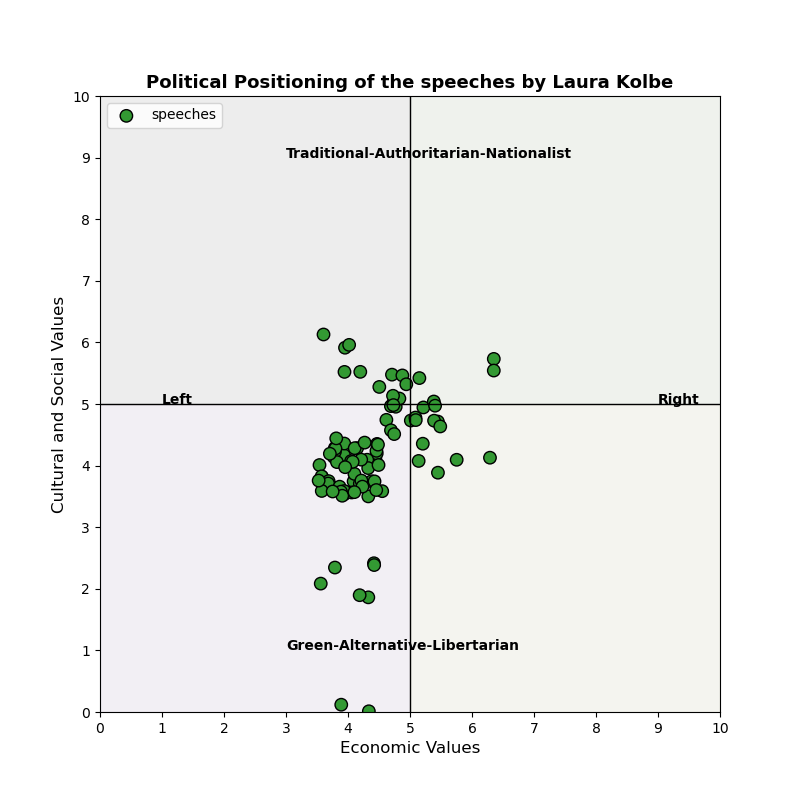 Political Positioning of the speeches by Laura Kolbe
speeches
Traditional-Authoritarian-Nationalist
Left
Right
Green-Alternative-Libertarian
Cultural and Social Values
10
9
8
7
6
5
4
3
2
1
0
0 1 2 3 4 5 6 7 8 9 10
Economic Values